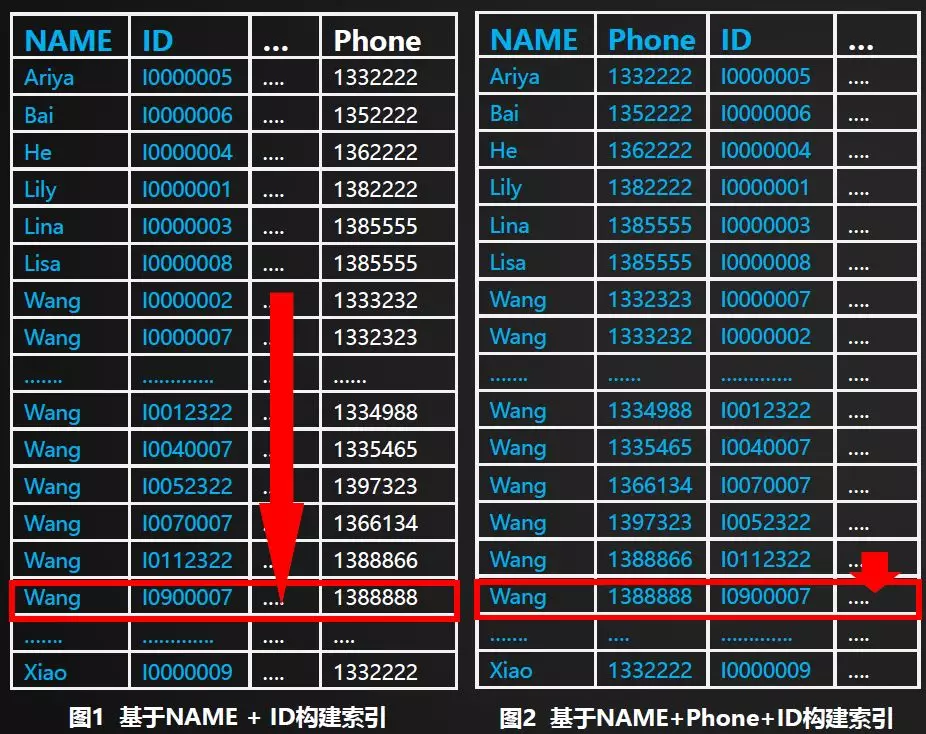 NAME ID ... Phone
Ariya I0000005 .... 1332222
Bai I0000006 .... 1352222
He I0000004 .... 1362222
Lily I0000001 .... 1382222
Lina I0000003 .... 1385555
Lisa I0000008 .... 1385555
Wang I0000002 .... 1333232
Wang I0000007 .... 1332323
....... ............. .... ......
Wang I0012322 .... 1334988
Wang I0040007 .... 1335465
Wang I0052322 .... 1397323
Wang I0070007 .... 1366134
Wang I0112322 .... 1388866
Wang I0900007 .... 1388888
....... ............. .... ....
Xiao I0000009 .... 1332222
图1 基于NAME + ID构建索引
NAME Phone ID ...
Ariya 1332222 I0000005 ....
Bai 1352222 I0000006 ....
He 1362222 I0000004 ....
Lily 1382222 I0000001 ....
Lina 1385555 I0000003 ....
Lisa 1385555 I0000008 ....
Wang 1332323 I0000007 ....
Wang 1333232 I0000002 ....
....... ...... ............. ....
Wang 1334988 I0012322 ....
Wang 1335465 I0040007 ....
Wang 1366134 I0070007 ....
Wang 1397323 I0052322 ....
Wang 1388866 I0112322 ....
Wang 1388888 I0900007 ....
....... .... ............. ....
Xiao 1332222 I0000009 ....
图2 基于NAME+Phone+ID构建索引